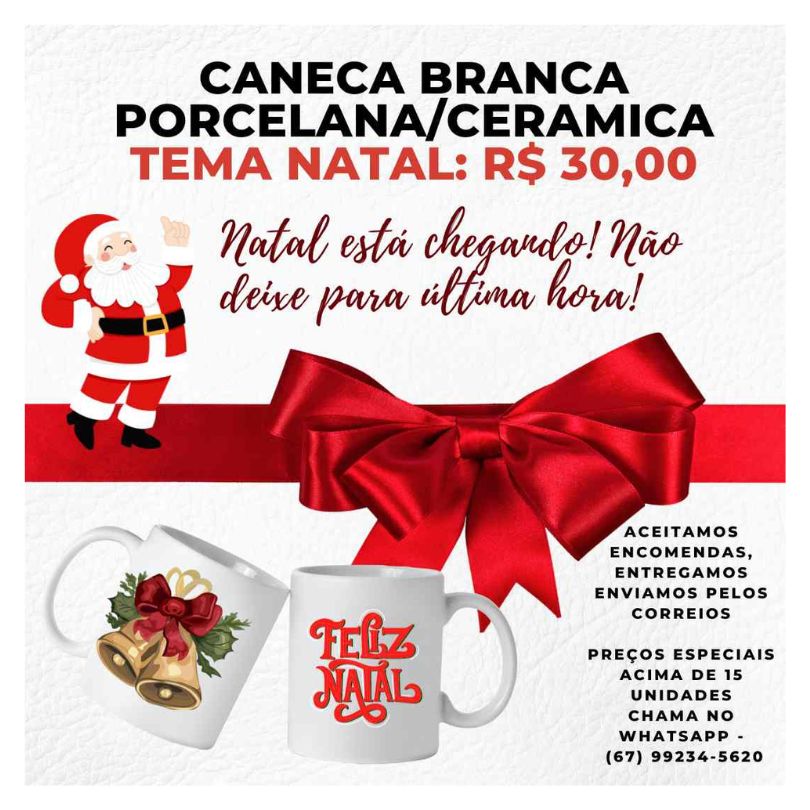 CANECA BRANCA
PORCELANA/CERAMICA
TEMA NATAL: R$ 30,00
Natal está chegando! Não
deixe para última hora!
ACEITAMOS
ENCOMENDAS,
ENTREGAMOS
ENVIAMOS PELOS
CORREIOS
PREÇOS ESPECIAIS
ACIMA DE 15
UNIDADES
CHAMA NO
WHATSAPP -
(67) 99234-5620
FELIZ
NATAL